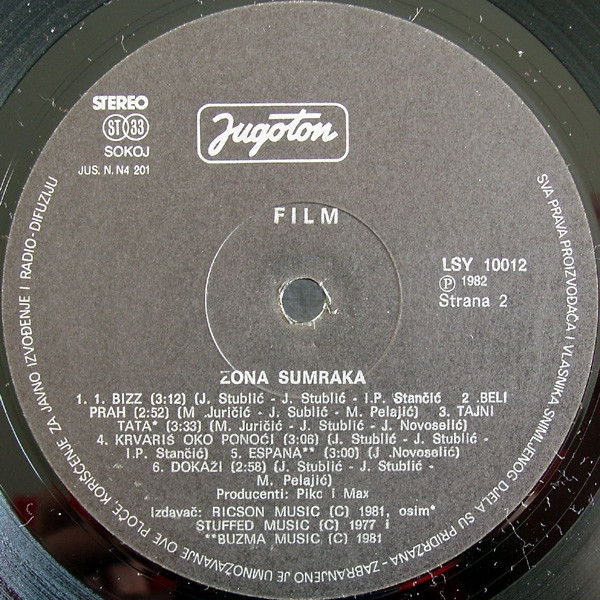 STEREO
ST 33
SOKOJ
JUS. N. N4 201
Jugoton
FILM
LSY 10012
Ⓟ 1982
Strana 2
ZONA SUMRAKA
1. 1. BIZZ (3:12) (J. Stublić - J. Stublić - I.P. Stančić 2 .BELI
PRAH (2:52) (M .Juričić - J. Sublić - M. Pelajić) 3. TAJNI
TATA* (3:33) (M. Juričić - J. Stublić - J. Novoselić)
4. KRVARIŠ OKO PONOĆI (3:06) (J. Stublić - J. Stublić -
I.P. Stančić) 5. ESPANA** (3:00) (J .Novoselić)
6. DOKAŽI (2:58) (J. Stublić - J. Stublić -
M. Pelajić)
Producenti: Piko i Max
Izdavač: RICSON MUSIC (C) 1981, osim*
STUFFED MUSIC (C) 1977 i
**BUZMA MUSIC (C) 1981
SVA PRAVA PROIZVOĐAČA I VLASNIKA SNIMLJENOG DJELA SU PRIDRŽANA - ZABRANJENO JE UMNOŽAVANJE OVE PLOČE, KORIŠĆENJE ZA JAVNO IZVOĐENJE I RADIO - DIFUZIJU